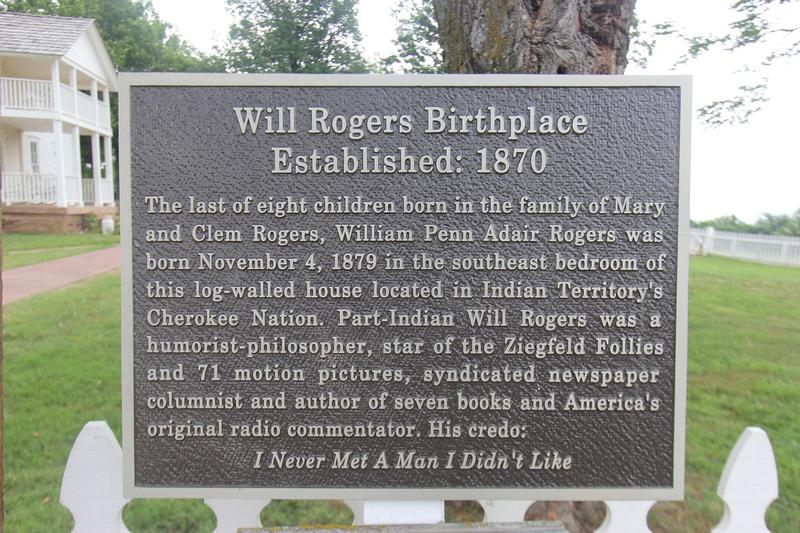 Will Rogers Birthplace
Established: 1870
The last of eight children born in the family of Mary
and Clem Rogers, William Penn Adair Rogers was
born November 4, 1879 in the southeast bedroom of
this log-walled house located in Indian Territory's
Cherokee Nation. Part-Indian Will Rogers was a
humorist-philosopher, star of the Ziegfeld Follies
and 71 motion pictures, syndicated newspaper
columnist and author of seven books and America's
original radio commentator. His credo:
I Never Met A Man I Didn't Like